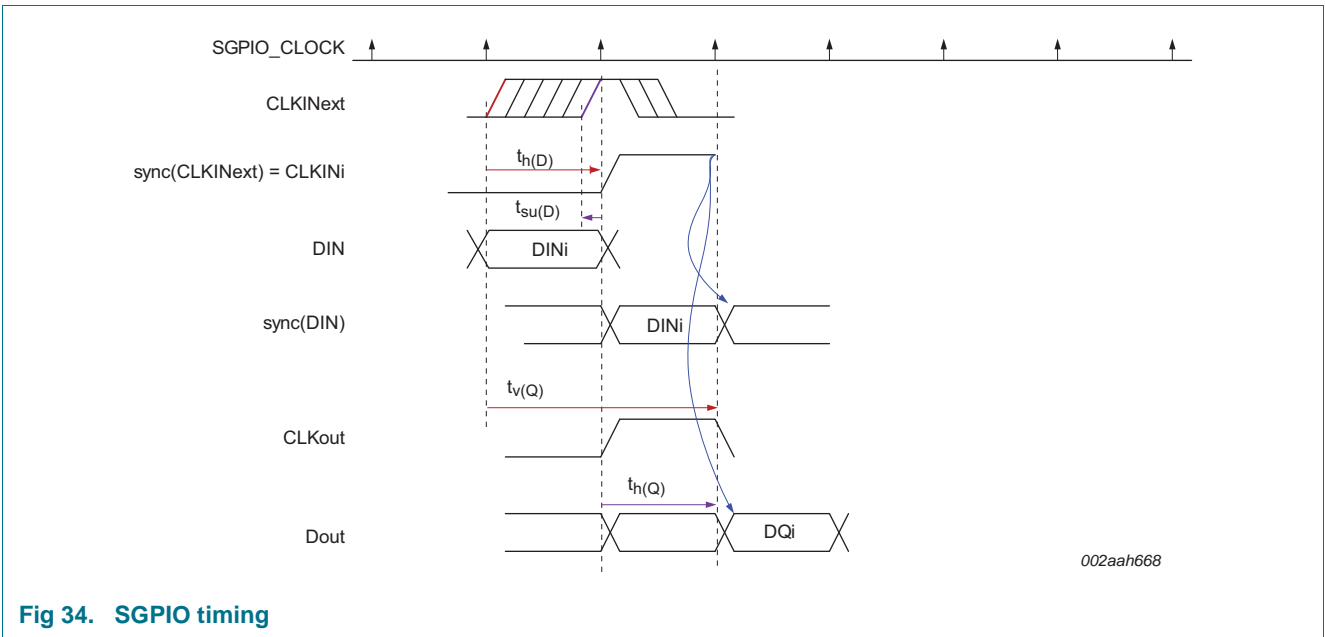 SGPIO_CLOCK
CLKINext
sync(CLKINext) = CLKINi
th(D)
tsu(D)
DIN
DINi
sync(DIN)
DINi
tv(Q)
CLKout
th(Q)
Dout
DQi
002aah668
Fig 34. SGPIO timing